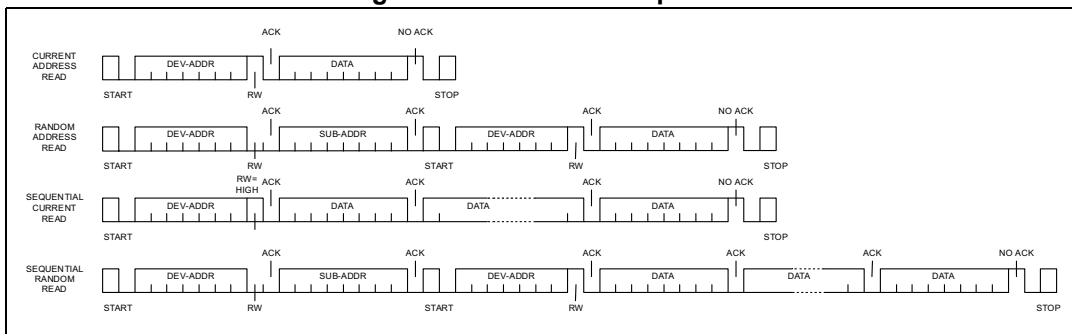 ACK NO ACK
CURRENT
ADDRESS
READ
DEV-ADDR DATA
START RW STOP
ACK ACK ACK NO ACK
RANDOM
ADDRESS
READ
DEV-ADDR SUB-ADDR DEV-ADDR DATA
START RW START RW STOP
RW=
HIGH
ACK ACK ACK NO ACK
SEQUENTIAL
CURRENT
READ
DEV-ADDR DATA DATA DATA
START STOP
ACK ACK ACK ACK ACK NO ACK
SEQUENTIAL
RANDOM
READ
DEV-ADDR SUB-ADDR DEV-ADDR DATA DATA DATA
START RW START RW STOP